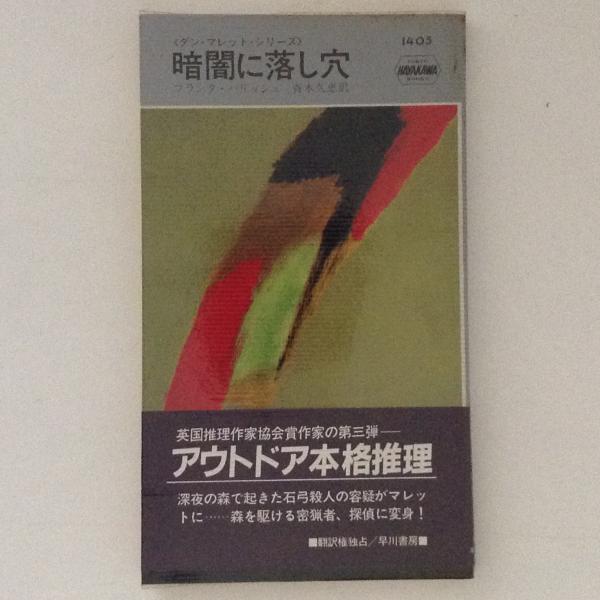 〈ダン・マレット・シリーズ〉
1405
暗闇に落し穴
HAYAKAWA
フランク・パリッシュ 青木久恵訳
英国推理作家協会賞作家の第三弾──
アウトドア本格推理
深夜の森で起きた石弓殺人の容疑がマレッ
トに……森を駆ける密猟者、探偵に変身！
■翻訳権独占／早川書房■